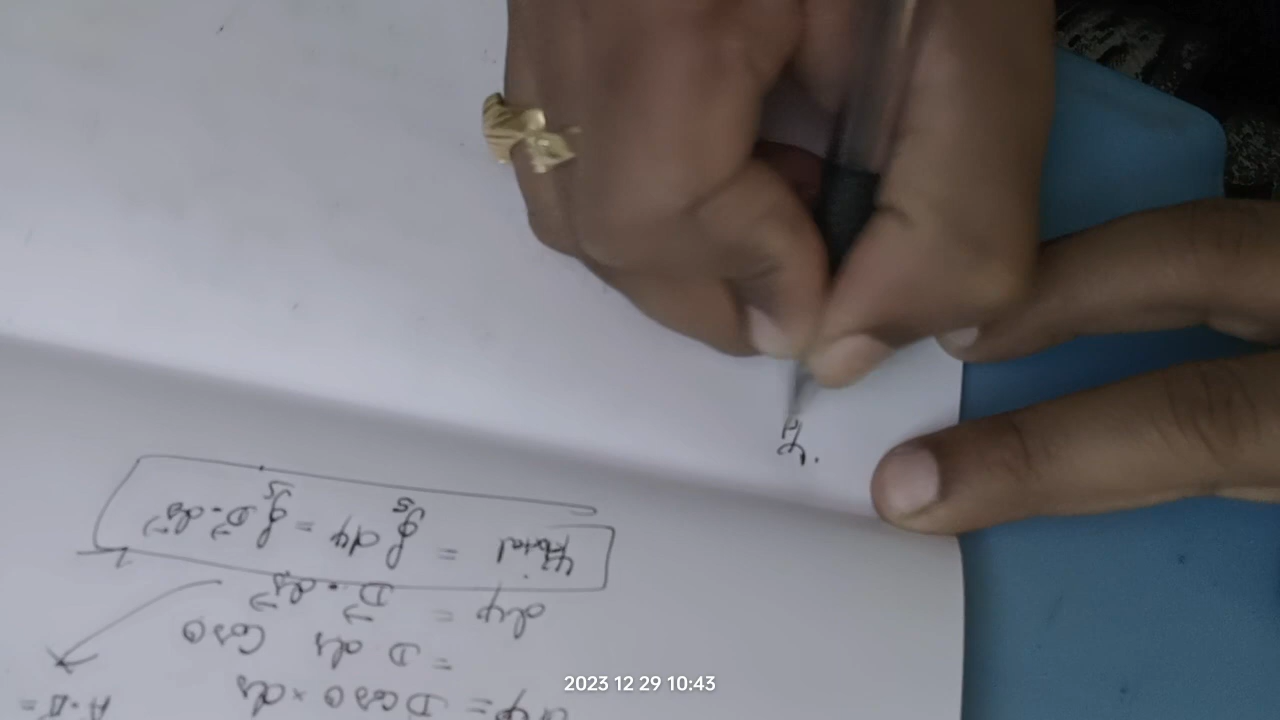 dψ = D cosθ × ds
= D ds Cosθ
dψ = D⃗ · ds⃗
ψtotal = ∮s dψ = ∮s D⃗ · ds⃗
2023 12 29 10:43